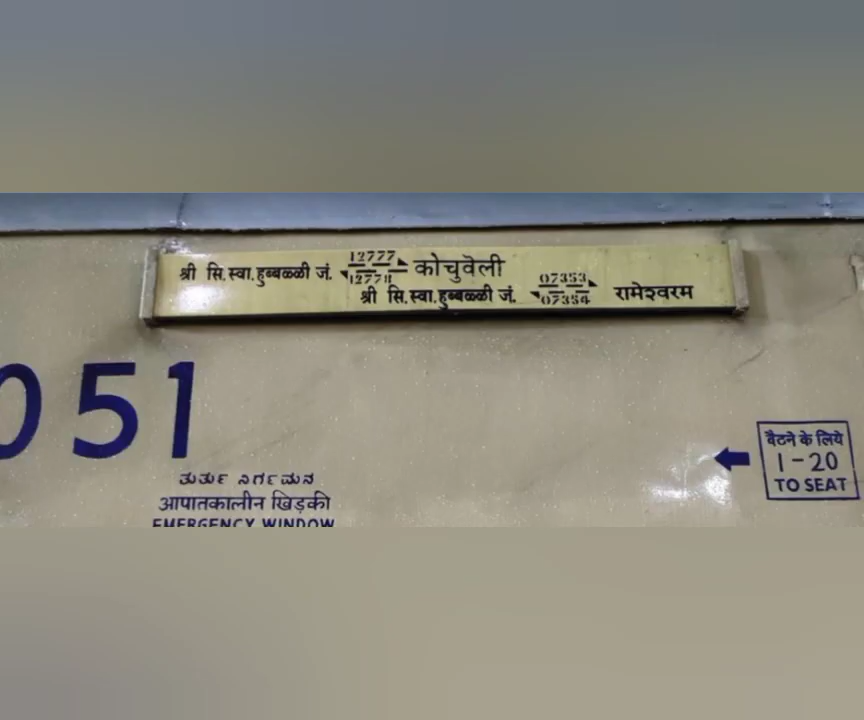 श्री सि.स्वा.हुब्बळ्ळी जं. 12777 12778 कोचुवेली
श्री सि.स्वा.हुब्बळ्ळी जं. 07353 07354 रामेश्वरम
051
ತುರ್ತು ನಿರ್ಗಮನ
आपातकालीन खिड़की
EMERGENCY WINDOW
बैठने के लिये
1-20
TO SEAT